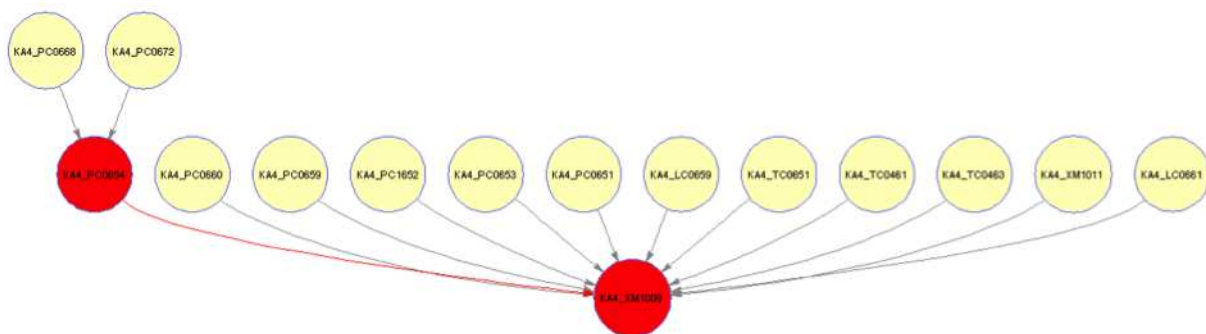 KA4_PC0668
KA4_PC0672
KA4_PC0654
KA4_PC0660
KA4_PC0659
KA4_PC1652
KA4_PC0653
KA4_PC0651
KA4_LC0659
KA4_TC0651
KA4_TC0461
KA4_TC0463
KA4_XM1011
KA4_LC0661
KA4_XM1009